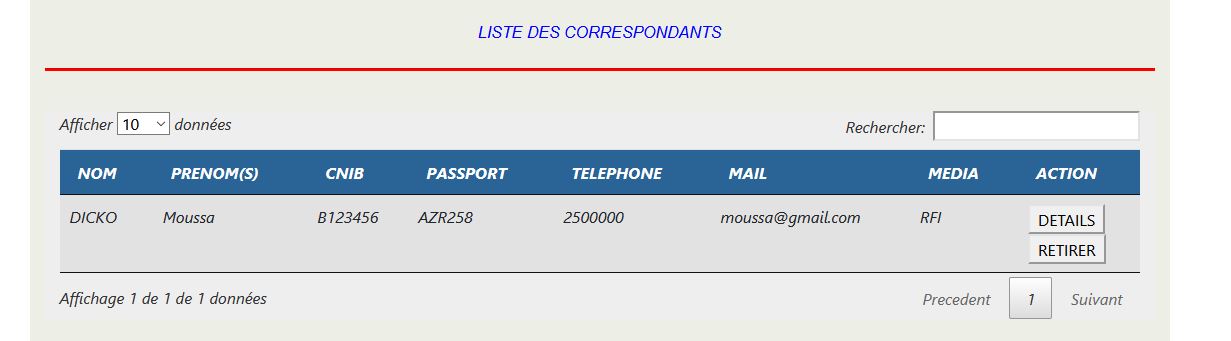 LISTE DES CORRESPONDANTS
Afficher 10 données
Rechercher:
NOM PRENOM(S) CNIB PASSPORT TELEPHONE MAIL MEDIA ACTION
DICKO Moussa B123456 AZR258 2500000 moussa@gmail.com RFI DETAILS
RETIRER
Affichage 1 de 1 de 1 données
Precedent 1 Suivant